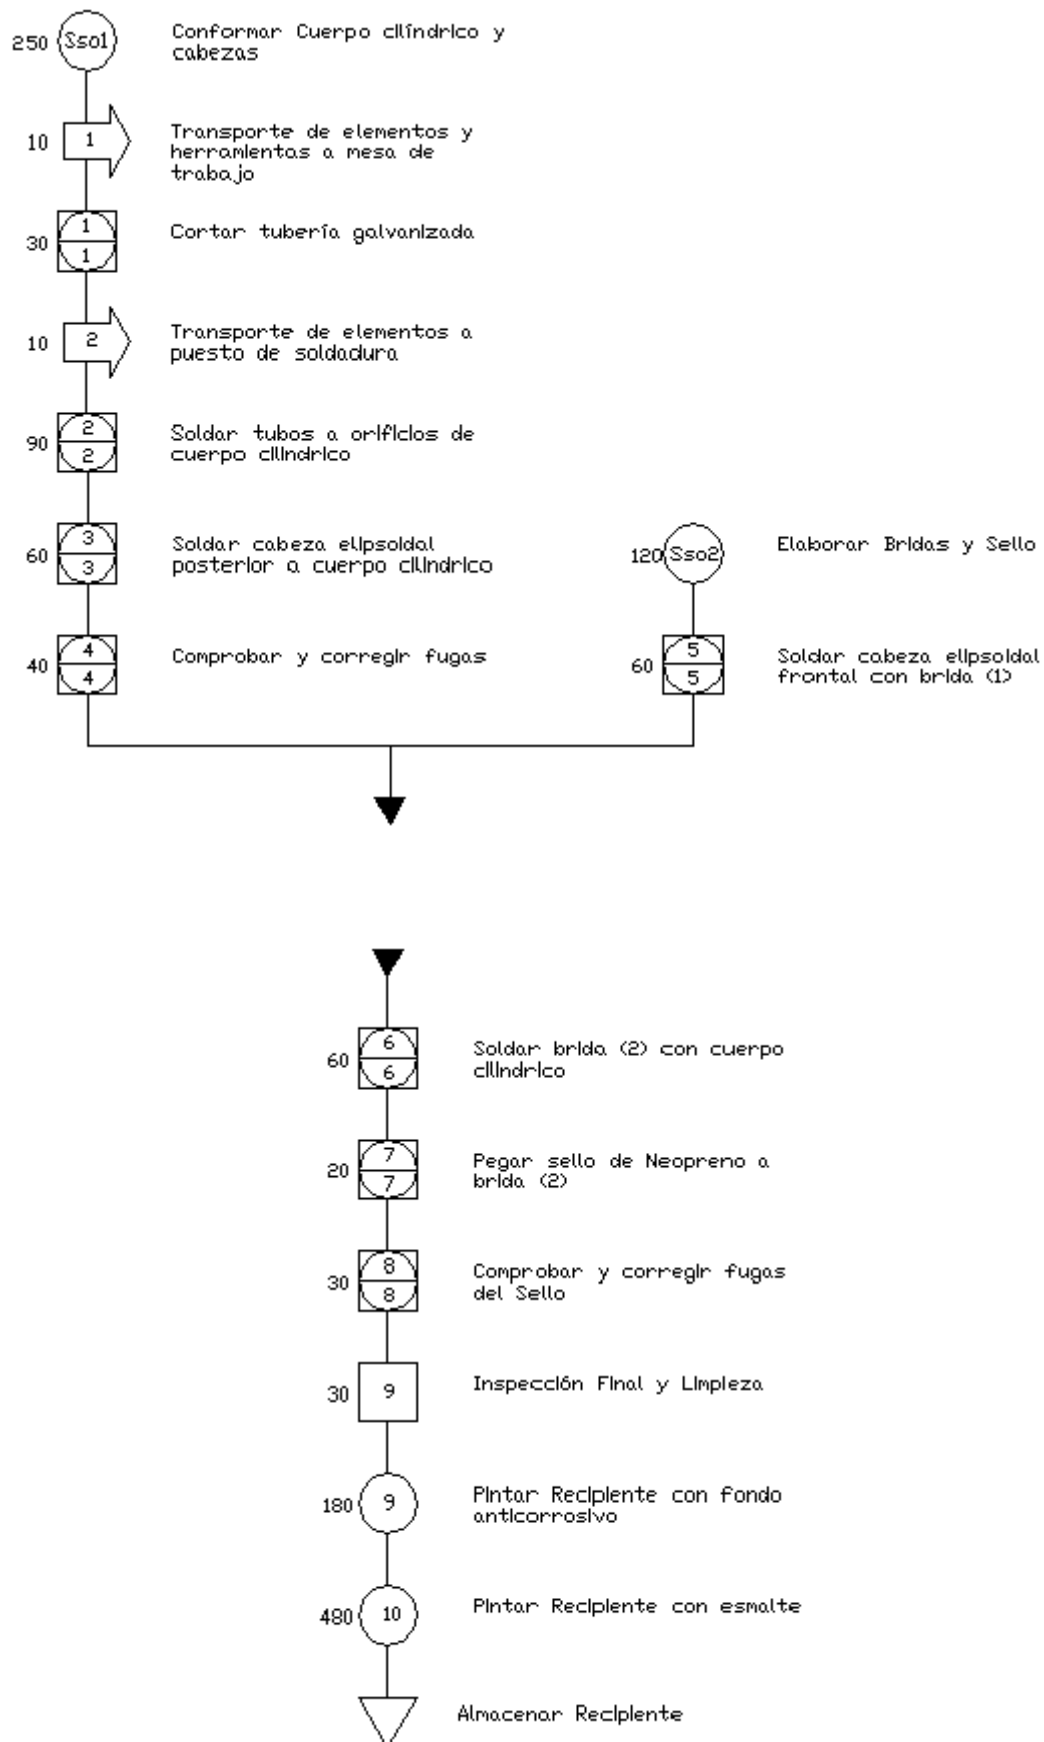 250 Sso1 Conformar Cuerpo cilíndrico y
cabezas
10 1 Transporte de elementos y
herramientas a mesa de
trabajo
30 1 Cortar tubería galvanizada
1
10 2 Transporte de elementos a
puesto de soldadura
90 2 Soldar tubos a orificios de
2 cuerpo cilindrico
60 3 Soldar cabeza elipsoidal
3 posterior a cuerpo cilindrico
120 Sso2 Elaborar Bridas y Sello
40 4 Comprobar y corregir fugas
4
60 5 Soldar cabeza elipsoidal
5 frontal con brida (1)
60 6 Soldar brida (2) con cuerpo
6 cilindrico
20 7 Pegar sello de Neopreno a
7 brida (2)
30 8 Comprobar y corregir fugas
8 del Sello
30 9 Inspección Final y Limpieza
180 9 Pintar Recipiente con fondo
anticorrosivo
480 10 Pintar Recipiente con esmalte
Almacenar Recipiente